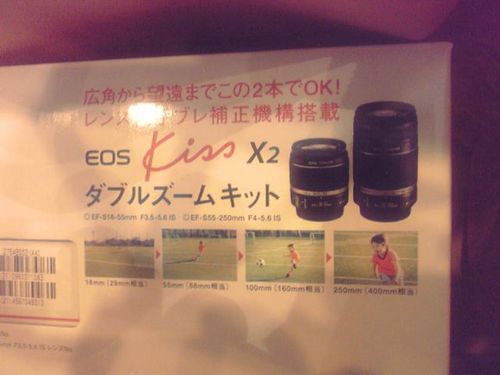 広角から望遠までこの2本でOK!
レンズ ブレ補正機構搭載
EOS Kiss X2
ダブルズームキット
◎EF-S18-55mm F3.5-5.6 IS ◎EF-S55-250mm F4-5.6 IS
18mm(29mm相当) 55mm(88mm相当) 100mm(160mm相当) 250mm(400mm相当)